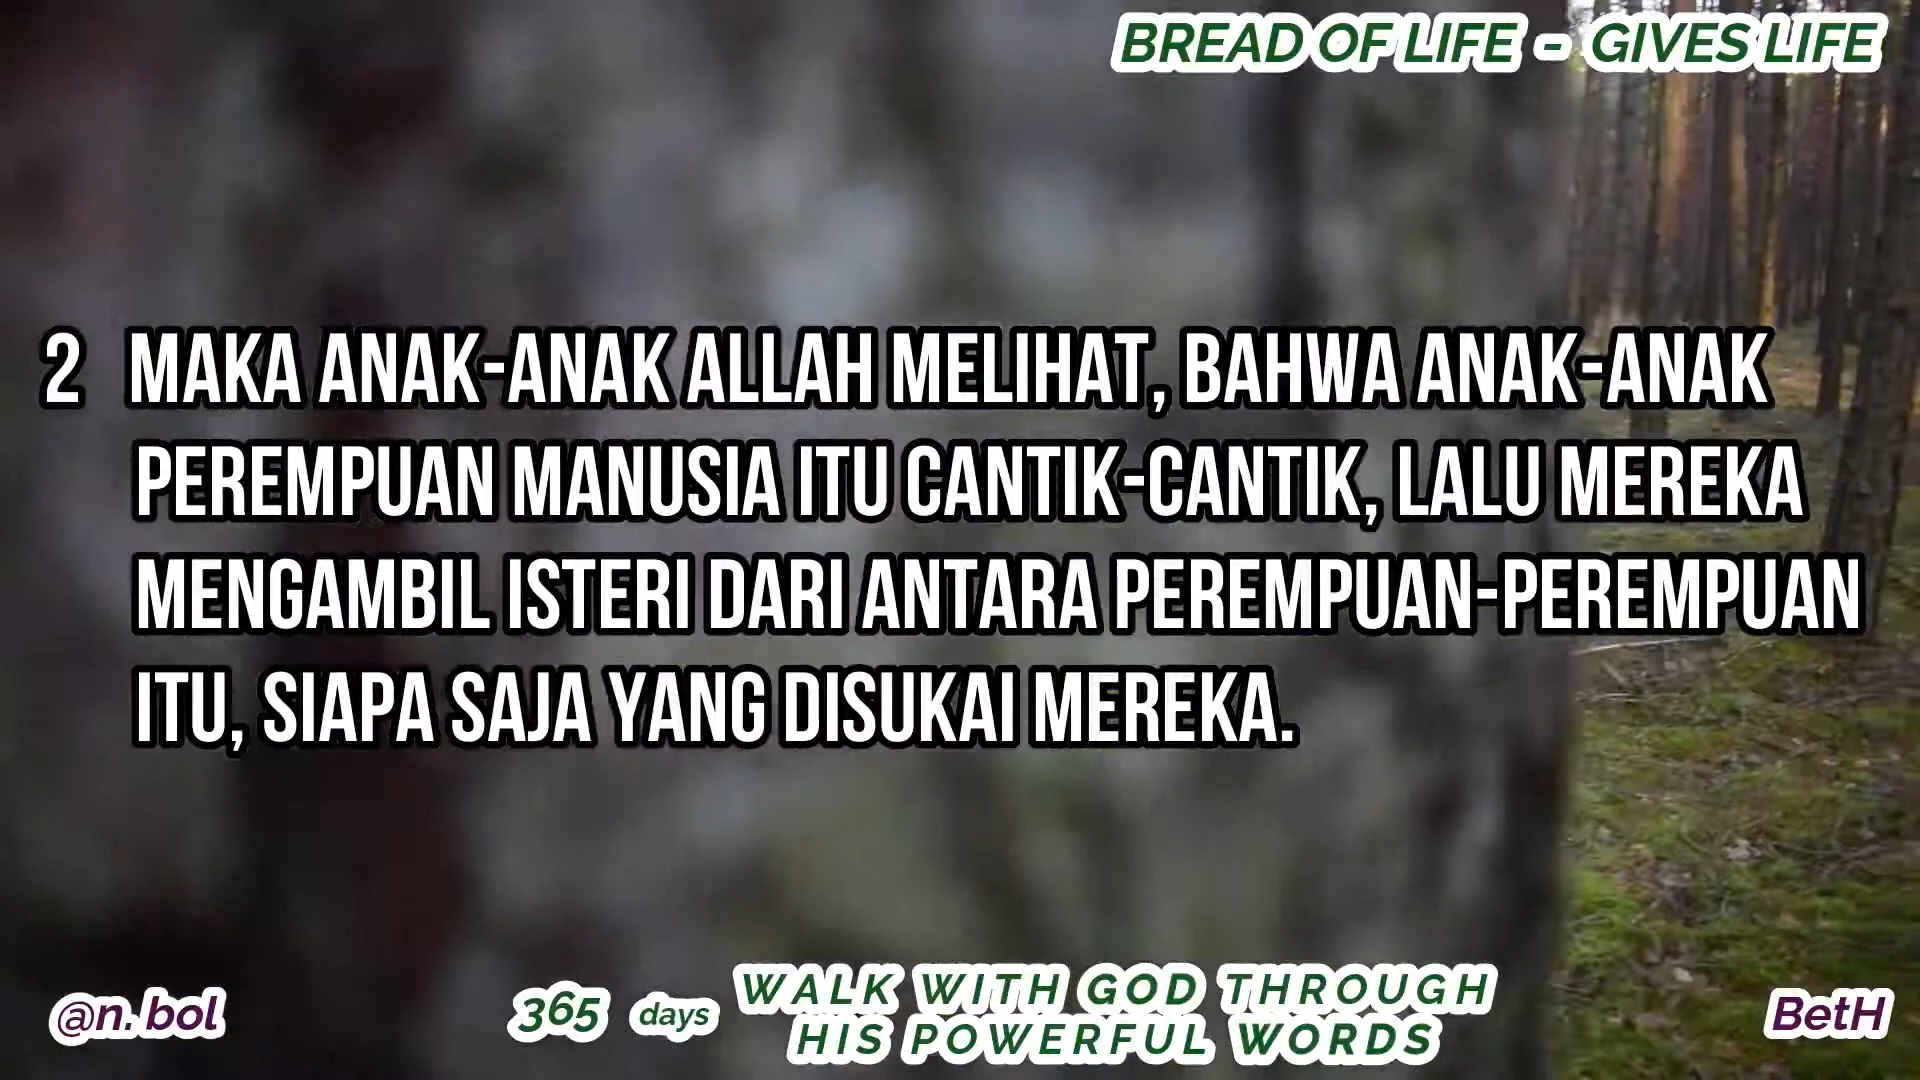 BREAD OF LIFE - GIVES LIFE
2 MAKA ANAK-ANAK ALLAH MELIHAT, BAHWA ANAK-ANAK
PEREMPUAN MANUSIA ITU CANTIK-CANTIK, LALU MEREKA
MENGAMBIL ISTERI DARI ANTARA PEREMPUAN-PEREMPUAN
ITU, SIAPA SAJA YANG DISUKAI MEREKA.
@n.bol
365 days
WALK WITH GOD THROUGH
HIS POWERFUL WORDS
BetH